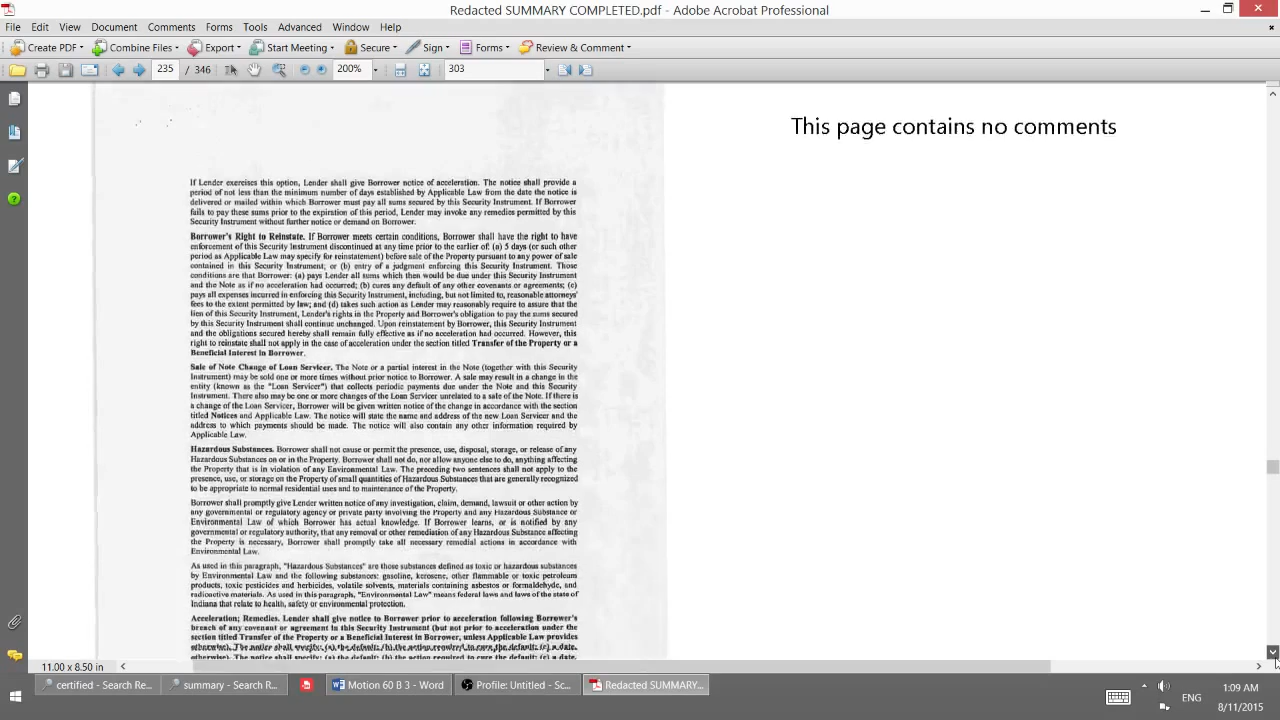 Redacted SUMMARY COMPLETED.pdf - Adobe Acrobat Professional
File Edit View Document Comments Forms Tools Advanced Window Help
Create PDF Combine Files Export Start Meeting Secure Sign Forms Review & Comment
235 / 346 200% 303
This page contains no comments
If Lender exercises this option, Lender shall give Borrower notice of acceleration. The notice shall provide a
period of not less than the minimum number of days established by Applicable Law from the date the notice is
delivered or mailed within which Borrower must pay all sums secured by this Security Instrument. If Borrower
fails to pay these sums prior to the expiration of this period, Lender may invoke any remedies permitted by this
Security Instrument without further notice or demand on Borrower.
Borrower's Right to Reinstate. If Borrower meets certain conditions, Borrower shall have the right to have
enforcement of this Security Instrument discontinued at any time prior to the earlier of: (a) 5 days (or such other
period as Applicable Law may specify for reinstatement) before sale of the Property pursuant to any power of sale
contained in this Security Instrument; or (b) entry of a judgment enforcing this Security Instrument. Those
conditions are that Borrower: (a) pays Lender all sums which then would be due under this Security Instrument
and the Note as if no acceleration had occurred; (b) cures any default of any other covenants or agreements; (c)
pays all expenses incurred in enforcing this Security Instrument, including, but not limited to, reasonable attorneys'
fees to the extent permitted by law; and (d) takes such action as Lender may reasonably require to assure that the
lien of this Security Instrument, Lender's rights in the Property and Borrower's obligation to pay the sums secured
by this Security Instrument shall continue unchanged. Upon reinstatement by Borrower, this Security Instrument
and the obligations secured hereby shall remain fully effective as if no acceleration had occurred. However, this
right to reinstate shall not apply in the case of acceleration under the section titled Transfer of the Property or a
Beneficial Interest in Borrower.
Sale of Note Change of Loan Servicer. The Note or a partial interest in the Note (together with this Security
Instrument) may be sold one or more times without prior notice to Borrower. A sale may result in a change in the
entity (known as the "Loan Servicer") that collects periodic payments due under the Note and this Security
Instrument. There also may be one or more changes of the Loan Servicer unrelated to a sale of the Note. If there is
a change of the Loan Servicer, Borrower will be given written notice of the change in accordance with the section
titled Notices and Applicable Law. The notice will state the name and address of the new Loan Servicer and the
address to which payments should be made. The notice will also contain any other information required by
Applicable Law.
Hazardous Substances. Borrower shall not cause or permit the presence, use, disposal, storage, or release of any
Hazardous Substances on or in the Property. Borrower shall not do, nor allow anyone else to do, anything affecting
the Property that is in violation of any Environmental Law. The preceding two sentences shall not apply to the
presence, use, or storage on the Property of small quantities of Hazardous Substances that are generally recognized
to be appropriate to normal residential uses and to maintenance of the Property.
Borrower shall promptly give Lender written notice of any investigation, claim, demand, lawsuit or other action by
any governmental or regulatory agency or private party involving the Property and any Hazardous Substance or
Environmental Law of which Borrower has actual knowledge. If Borrower learns, or is notified by any
governmental or regulatory authority, that any removal or other remediation of any Hazardous Substance affecting
the Property is necessary, Borrower shall promptly take all necessary remedial actions in accordance with
Environmental Law.
As used in this paragraph, "Hazardous Substances" are those substances defined as toxic or hazardous substances
by Environmental Law and the following substances: gasoline, kerosene, other flammable or toxic petroleum
products, toxic pesticides and herbicides, volatile solvents, materials containing asbestos or formaldehyde, and
radioactive materials. As used in this paragraph, "Environmental Law" means federal laws and laws of the state of
Indiana that relate to health, safety or environmental protection.
Acceleration; Remedies. Lender shall give notice to Borrower prior to acceleration following Borrower's
breach of any covenant or agreement in this Security Instrument (but not prior to acceleration under the
section titled Transfer of the Property or a Beneficial Interest in Borrower, unless Applicable Law provides
otherwise). The notice shall specify: (a) the default; (b) the action required to cure the default; (c) a date,
otherwise). The notice shall specify: (a) the default; (b) the action required to cure the default; (c) a date,
11.00 x 8.50 in
certified - Search Re... summary - Search R... Motion 60 B 3 - Word Profile: Untitled - Sc... Redacted SUMMARY...
ENG
1:09 AM
8/11/2015